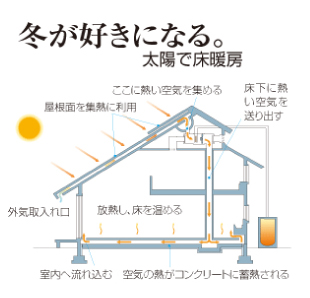 冬が好きになる。
太陽で床暖房
ここに熱い空気を集める
床下に熱
い空気を
送り出す
屋根面を集熱に利用
外気取入れ口
放熱し、床を温める
室内へ流れ込む
空気の熱がコンクリートに蓄熱される